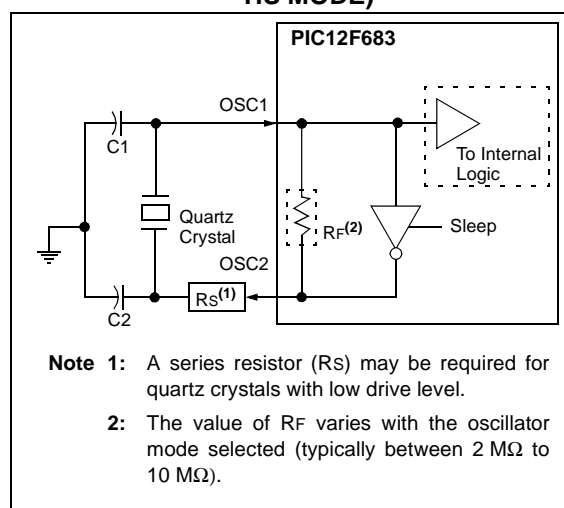 HS MODE)
PIC12F683
OSC1
C1
To Internal
Logic
Quartz
Crystal
RF(2)
Sleep
OSC2
RS(1)
C2
Note 1: A series resistor (RS) may be required for
quartz crystals with low drive level.
2: The value of RF varies with the oscillator
mode selected (typically between 2 MΩ to
10 MΩ).